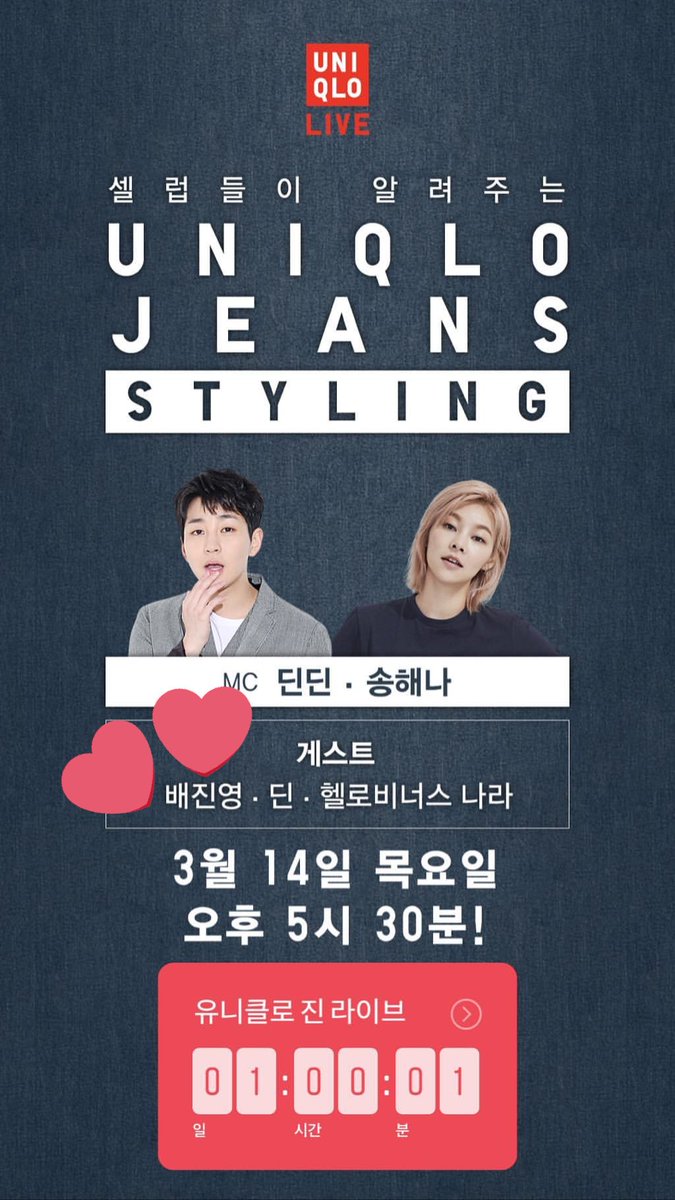 UNI
QLO
LIVE
셀럽들이 알려주는
UNIQLO
JEANS
STYLING
MC 딘딘 · 송해나
게스트
배진영 · 딘 · 헬로비너스 나라
3월 14일 목요일
오후 5시 30분!
유니클로 진 라이브
01:00:01
일 시간 분